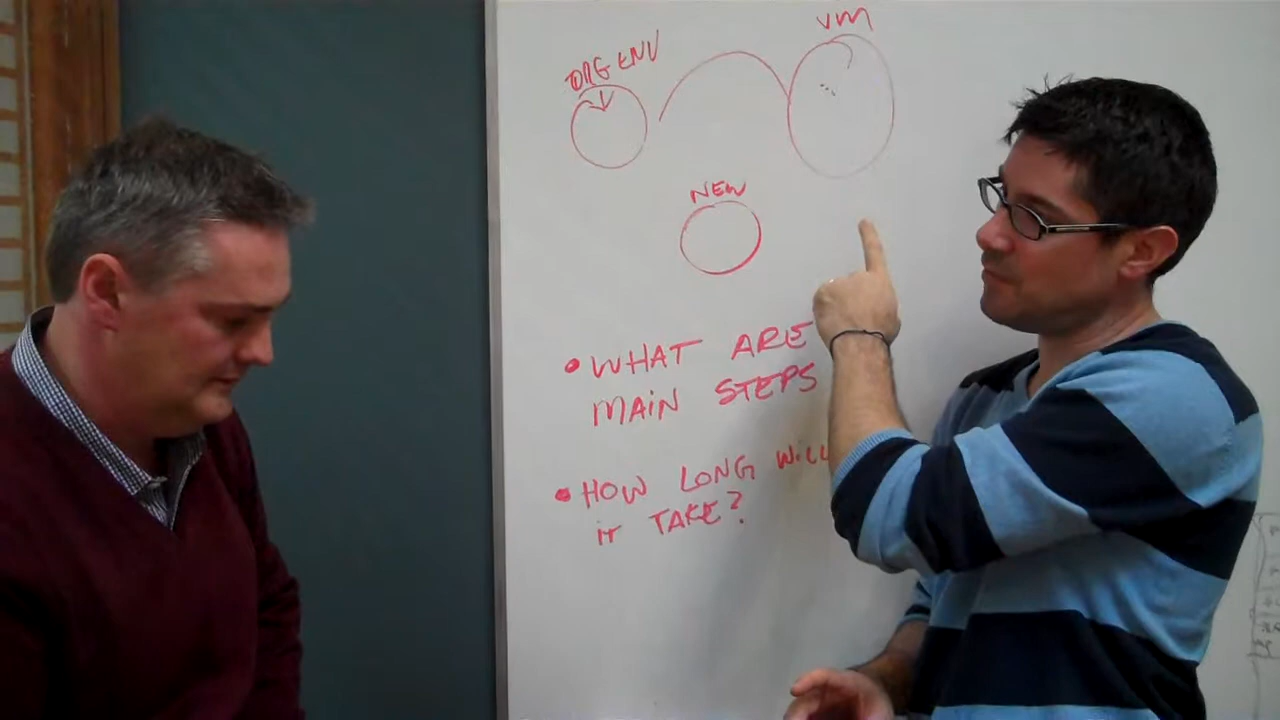 VM
ORG ENV
NEW
• WHAT ARE
MAIN STEPS
• HOW LONG WILL
IT TAKE?